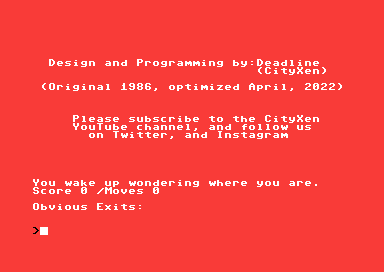 Design and Programming by:Deadline
(CityXen)
(Original 1986, optimized April, 2022)
Please subscribe to the CityXen
YouTube channel, and follow us
on Twitter, and Instagram
You wake up wondering where you are.
Score 0 /Moves 0
Obvious Exits:
>